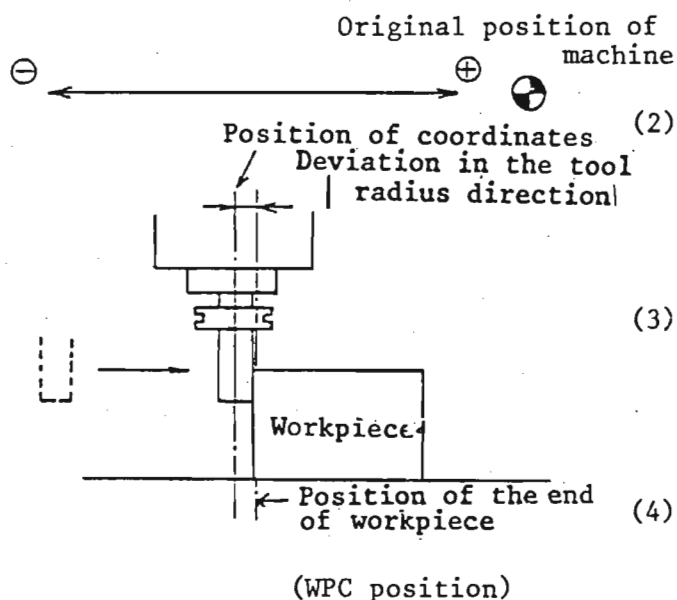 Original position of
machine
⊖ ⊕
(2)
Position of coordinates
Deviation in the tool
radius direction
(3)
Workpiece
Position of the end
of workpiece
(4)
(WPC position)